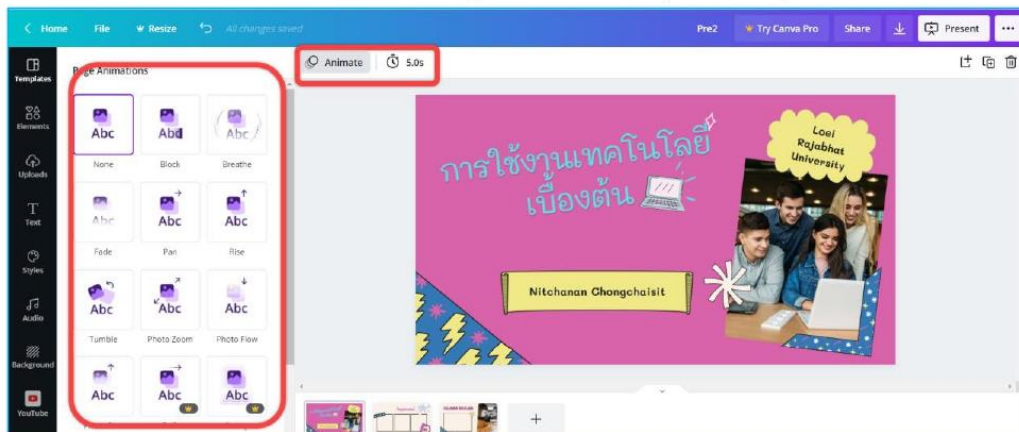 Home File Resize All changes saved Pre2 Try Canva Pro Share Present
Animate 5.0s
Templates
Elements
Uploads
Text
Styles
Audio
Background
YouTube
Page Animations
Abc Abc Abc
None Block Breathe
Abc Abc Abc
Fade Pan Rise
Abc Abc Abc
Tumble Photo Zoom Photo Flow
Abc Abc Abc
การใช้งานเทคโนโลยี
เบื้องต้น
Loei
Rajabhat
University
Nitchanan Chongchaisit